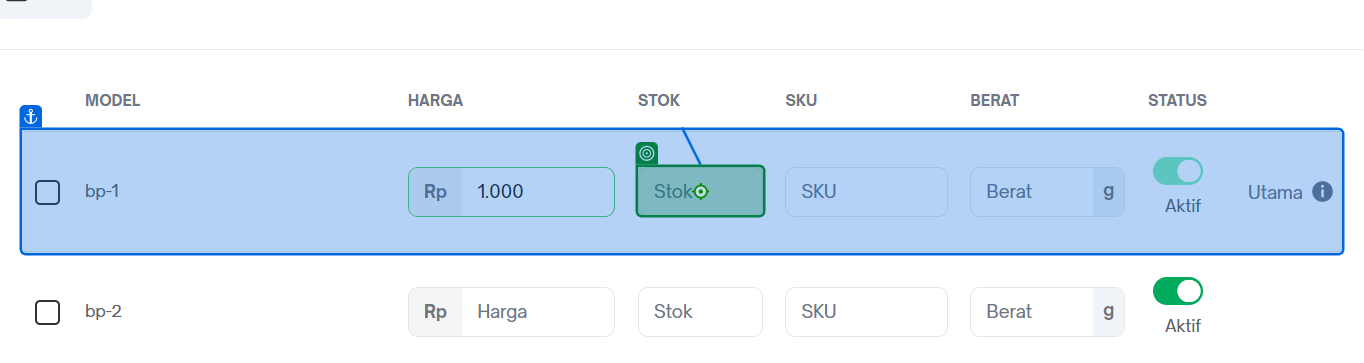 MODEL HARGA STOK SKU BERAT STATUS
bp-1 Rp 1.000 Stok SKU Berat g Aktif Utama
bp-2 Rp Harga Stok SKU Berat g Aktif